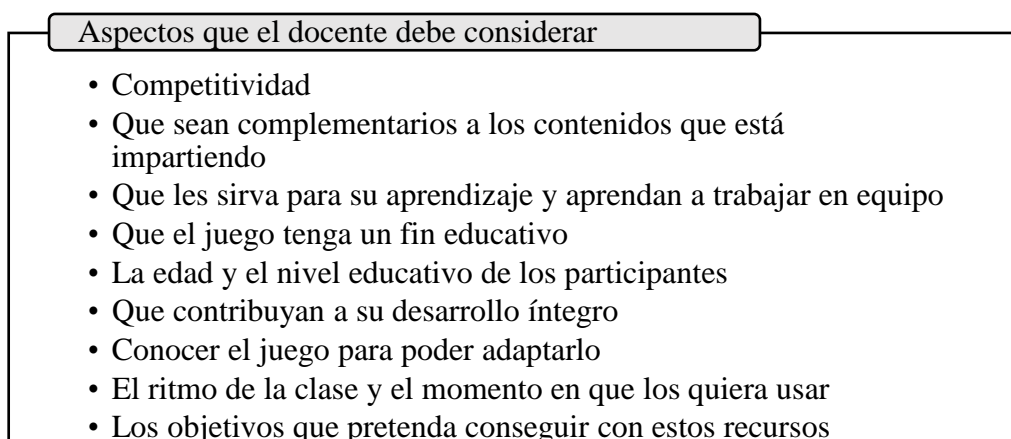 Aspectos que el docente debe considerar
• Competitividad
• Que sean complementarios a los contenidos que está
impartiendo
• Que les sirva para su aprendizaje y aprendan a trabajar en equipo
• Que el juego tenga un fin educativo
• La edad y el nivel educativo de los participantes
• Que contribuyan a su desarrollo íntegro
• Conocer el juego para poder adaptarlo
• El ritmo de la clase y el momento en que los quiera usar
• Los objetivos que pretenda conseguir con estos recursos